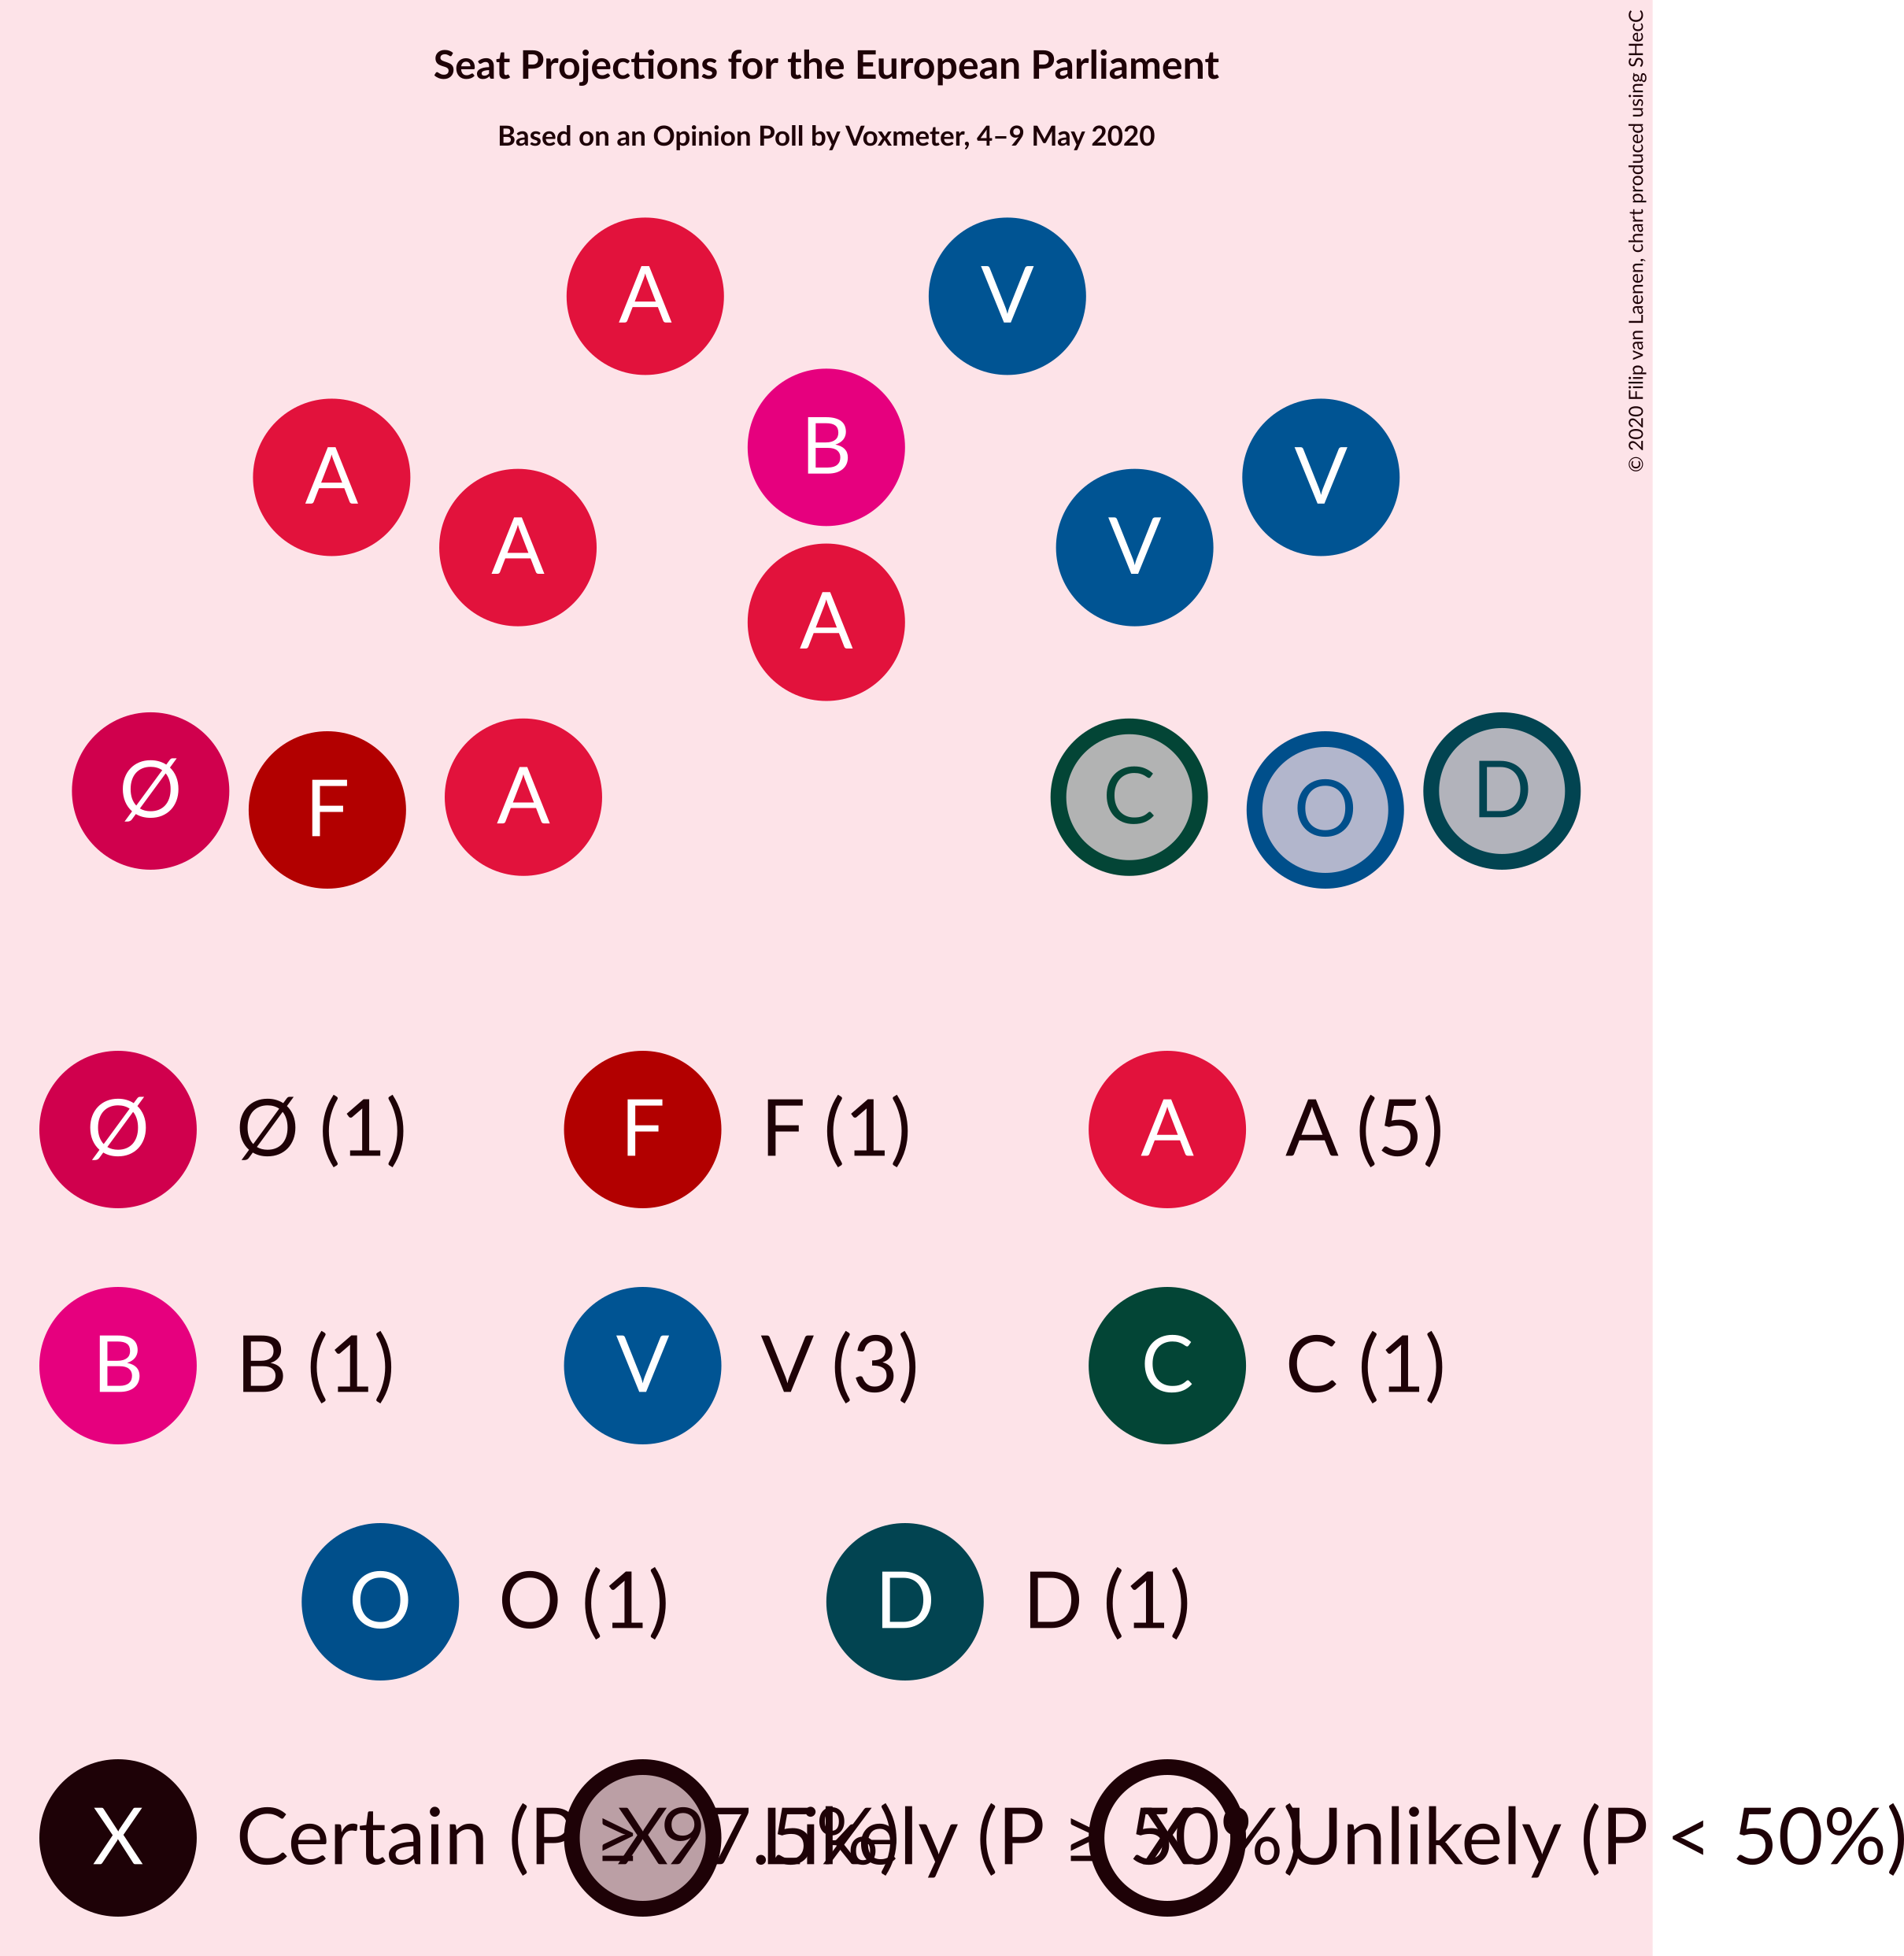 Seat Projections for the European Parliament
Based on an Opinion Poll by Voxmeter, 4–9 May 2020
© 2020 Filip van Laenen, chart produced using SHecC
A V
B
A V
A V
A
Ø F A C O D
Ø Ø (1) F F (1) A A (5)
B B (1) V V (3) C C (1)
O O (1) D D (1)
X Certain (P ≥ 97.5%) X Likely (P ≥ 50%) X Unlikely (P < 50%)